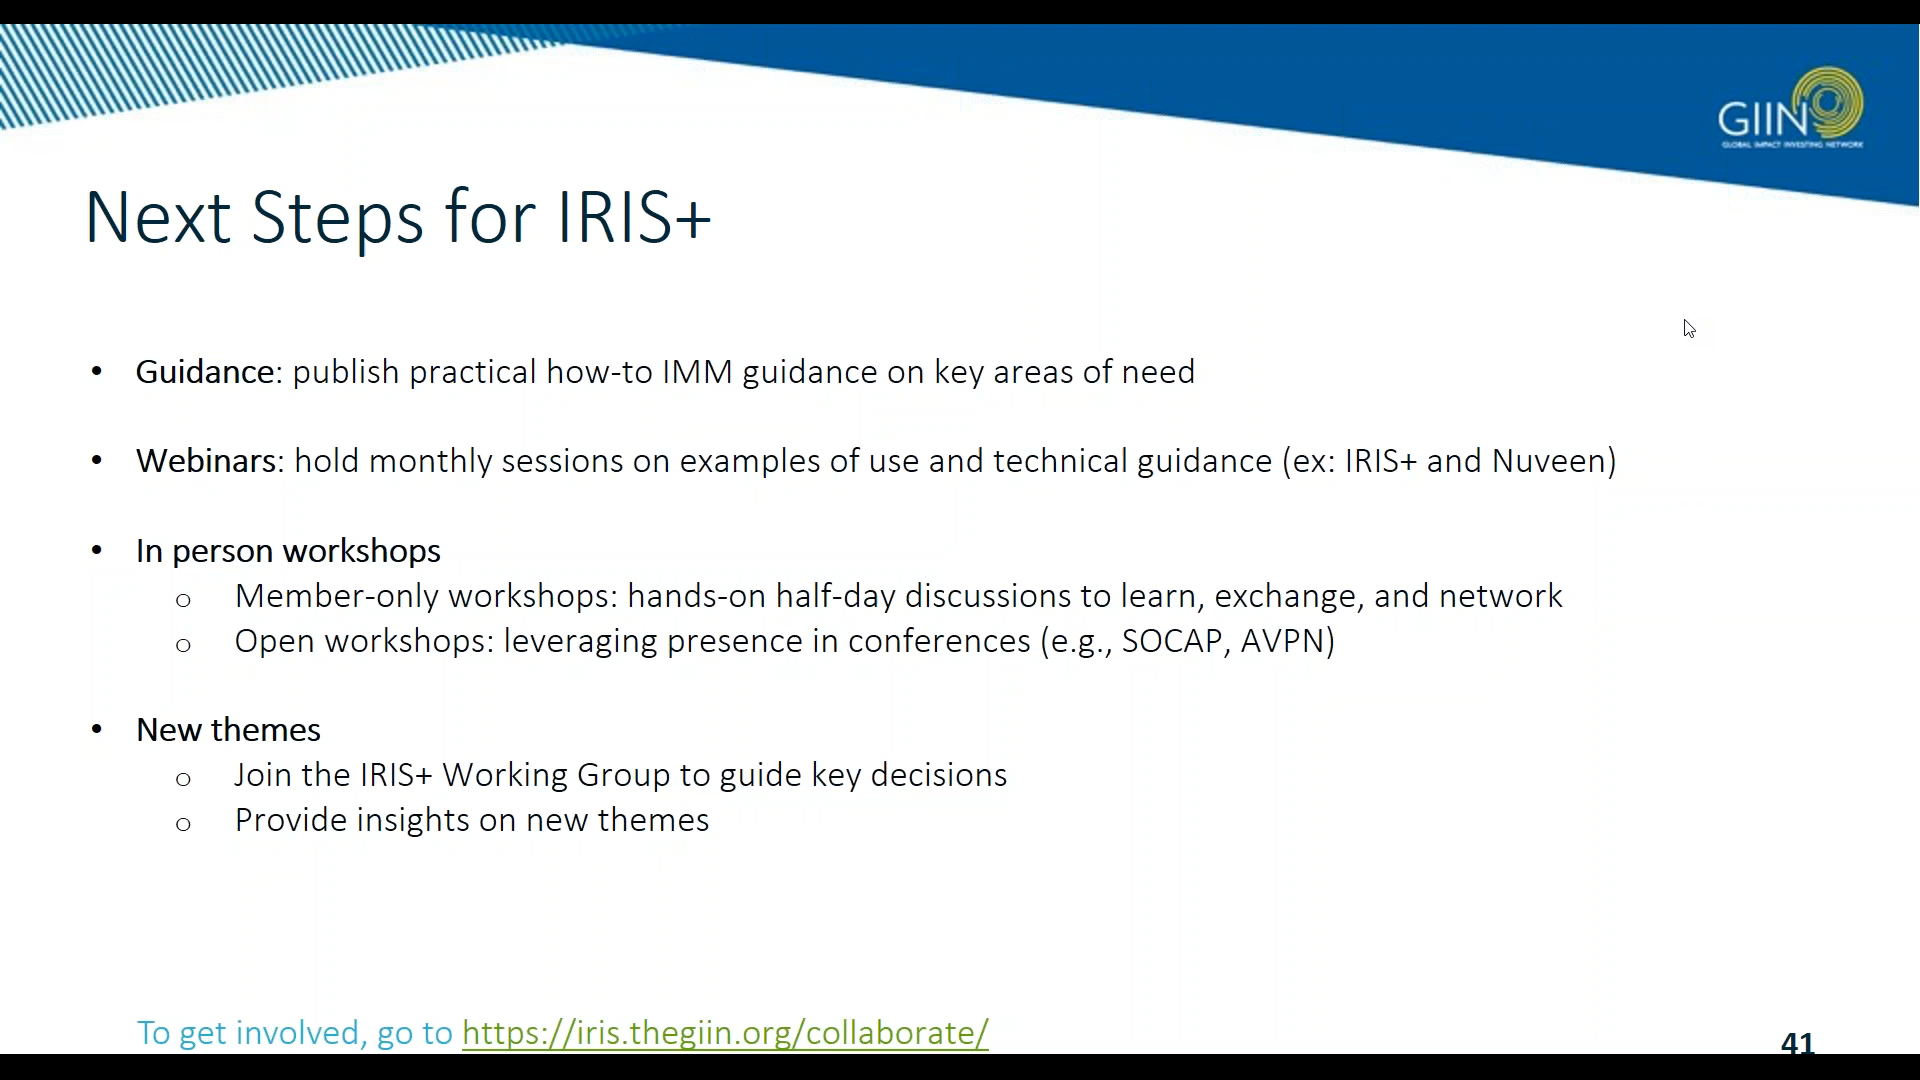 GIIN
GLOBAL IMPACT INVESTING NETWORK
Next Steps for IRIS+
• Guidance: publish practical how-to IMM guidance on key areas of need
• Webinars: hold monthly sessions on examples of use and technical guidance (ex: IRIS+ and Nuveen)
• In person workshops
o Member-only workshops: hands-on half-day discussions to learn, exchange, and network
o Open workshops: leveraging presence in conferences (e.g., SOCAP, AVPN)
• New themes
o Join the IRIS+ Working Group to guide key decisions
o Provide insights on new themes
To get involved, go to https://iris.thegiin.org/collaborate/
41